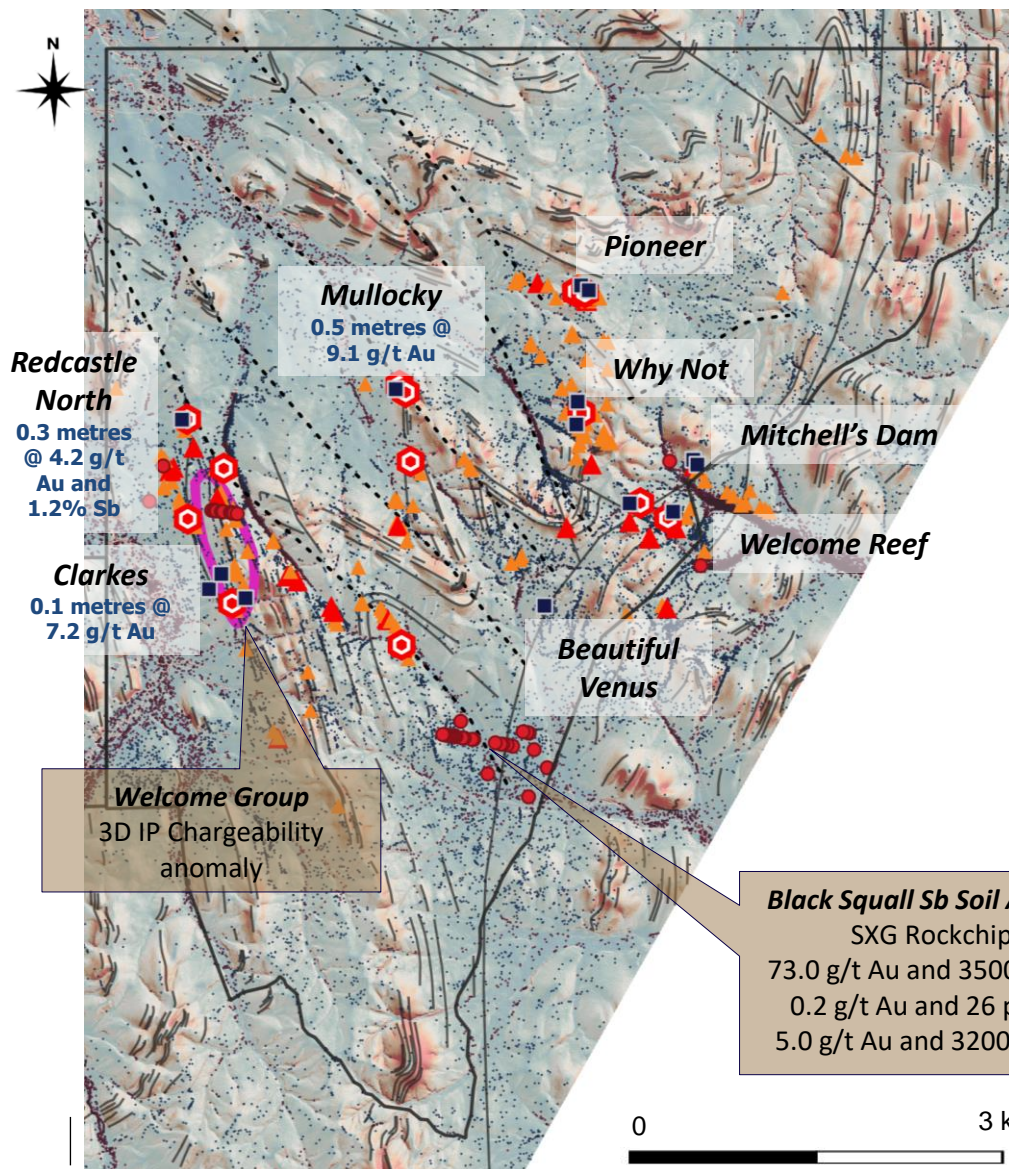 N
Pioneer
Mullocky
0.5 metres @
9.1 g/t Au
Redcastle
North
0.3 metres
@ 4.2 g/t
Au and
1.2% Sb
Why Not
Mitchell's Dam
Welcome Reef
Clarkes
0.1 metres @
7.2 g/t Au
Beautiful
Venus
Welcome Group
3D IP Chargeability
anomaly
Black Squall Sb Soil
SXG Rockchip
73.0 g/t Au and 3500
0.2 g/t Au and 26
5.0 g/t Au and 3200
0
3